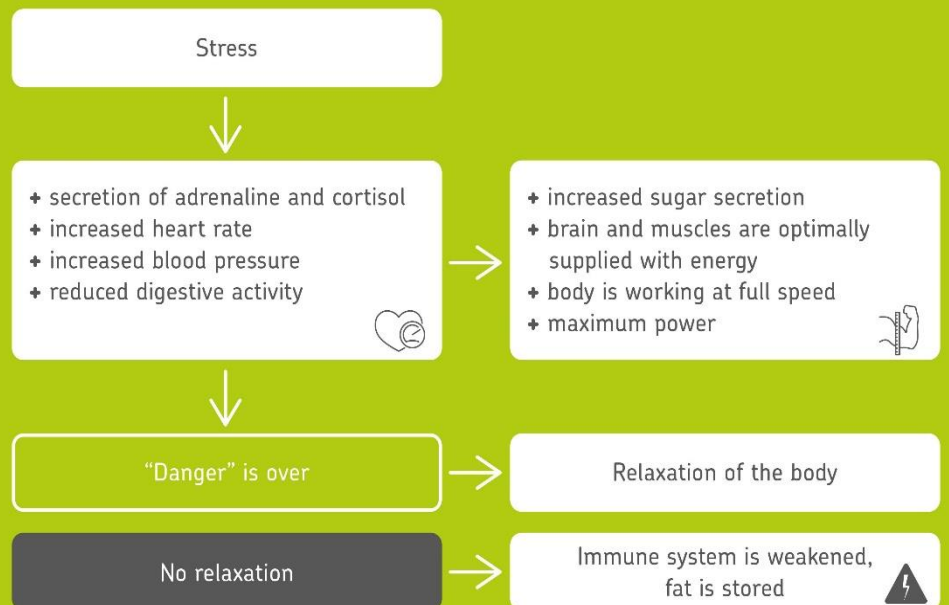 Stress
+ secretion of adrenaline and cortisol
+ increased heart rate
+ increased blood pressure
+ reduced digestive activity
+ increased sugar secretion
+ brain and muscles are optimally
supplied with energy
+ body is working at full speed
+ maximum power
“Danger” is over
Relaxation of the body
No relaxation
Immune system is weakened,
fat is stored